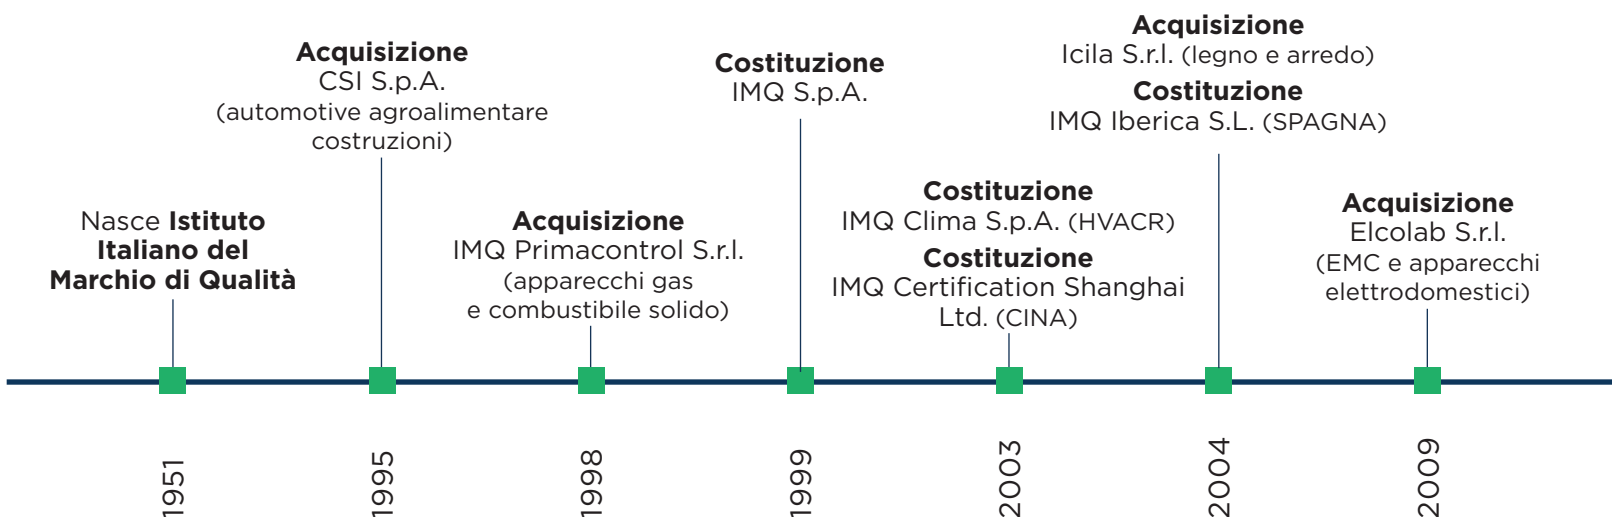 Nasce Istituto
Italiano del
Marchio di Qualità
1951
Acquisizione
CSI S.p.A.
(automotive agroalimentare
costruzioni)
1995
Acquisizione
IMQ Primacontrol S.r.l.
(apparecchi gas
e combustibile solido)
1998
Costituzione
IMQ S.p.A.
1999
Costituzione
IMQ Clima S.p.A. (HVACR)
Costituzione
IMQ Certification Shanghai
Ltd. (CINA)
2003
Acquisizione
Icila S.r.l. (legno e arredo)
Costituzione
IMQ Iberica S.L. (SPAGNA)
2004
Acquisizione
Elcolab S.r.l.
(EMC e apparecchi
elettrodomestici)
2009